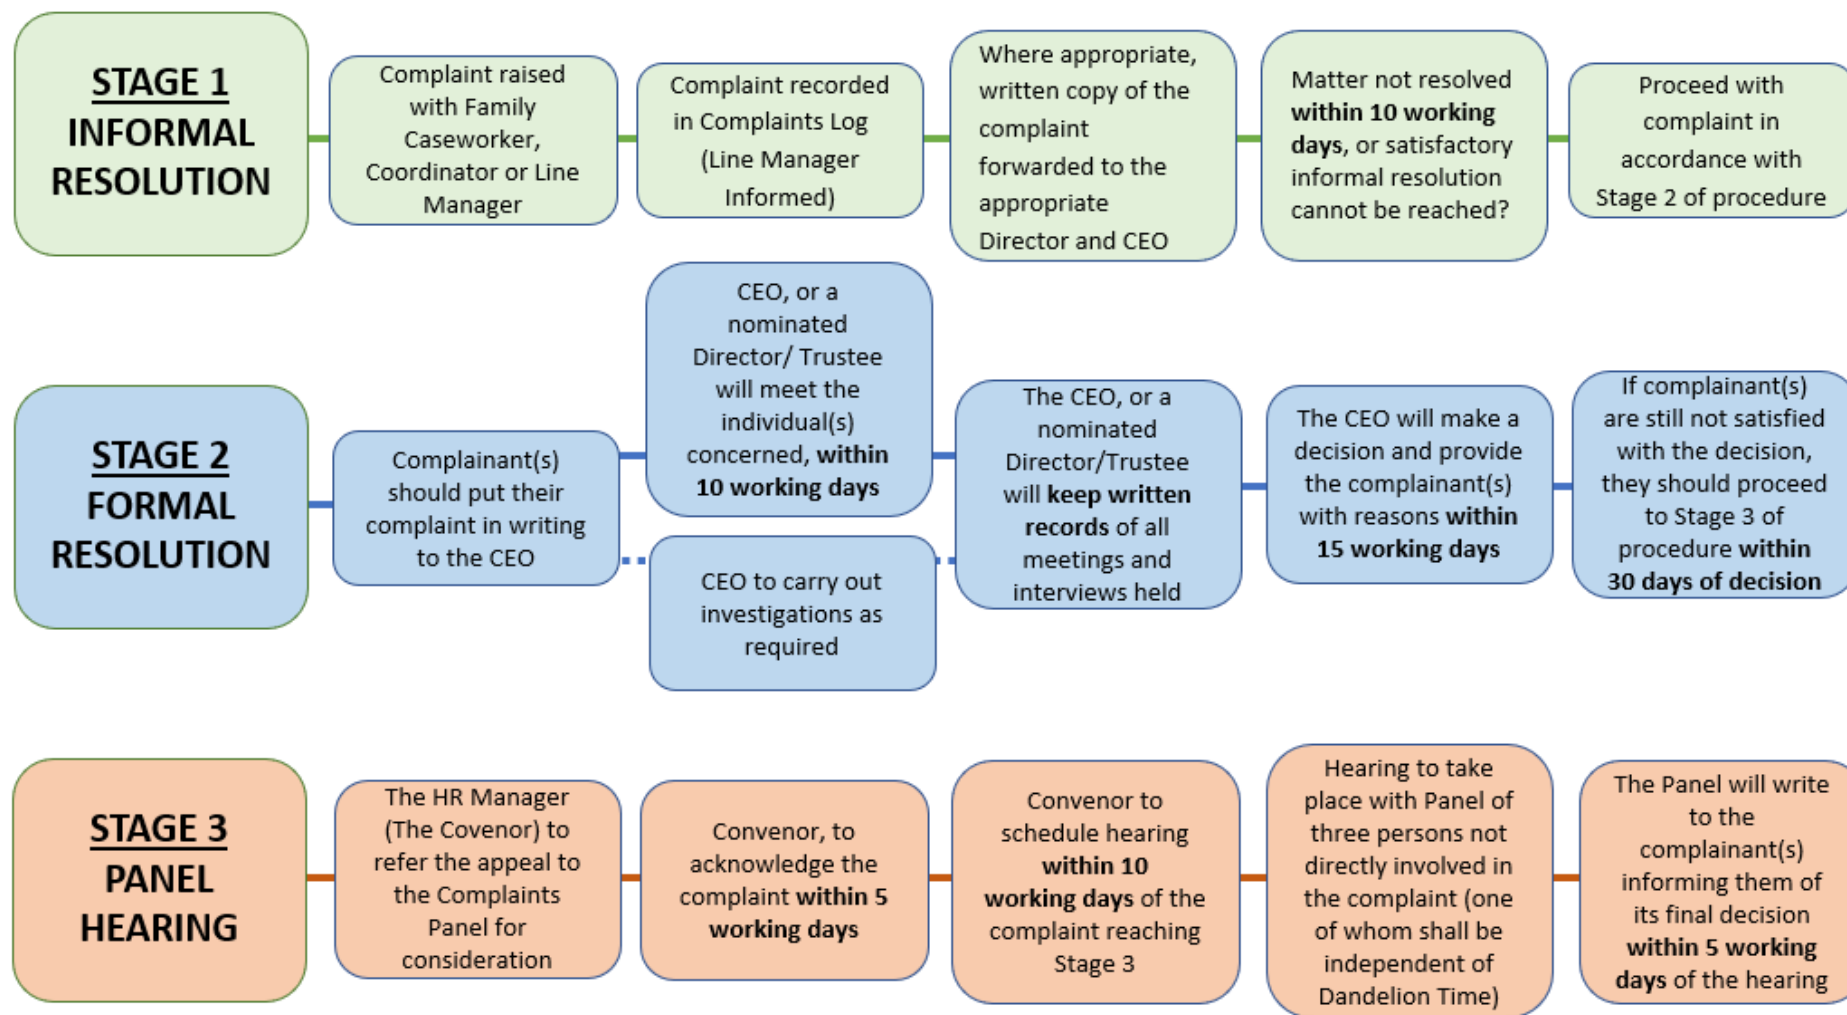 STAGE 1
INFORMAL
RESOLUTION
Complaint raised
with Family
Caseworker,
Coordinator or Line
Manager
Complaint recorded
in Complaints Log
(Line Manager
Informed)
Where appropriate,
written copy of the
complaint
forwarded to the
appropriate
Director and CEO
Matter not resolved
within 10 working
days, or satisfactory
informal resolution
cannot be reached?
Proceed with
complaint in
accordance with
Stage 2 of procedure
STAGE 2
FORMAL
RESOLUTION
Complainant(s)
should put their
complaint in writing
to the CEO
CEO, or a
nominated
Director/ Trustee
will meet the
individual(s)
concerned, within
10 working days
CEO to carry out
investigations as
required
The CEO, or a
nominated
Director/Trustee
will keep written
records of all
meetings and
interviews held
The CEO will make a
decision and provide
the complainant(s)
with reasons within
15 working days
If complainant(s)
are still not satisfied
with the decision,
they should proceed
to Stage 3 of
procedure within
30 days of decision
STAGE 3
PANEL
HEARING
The HR Manager
(The Covenor) to
refer the appeal to
the Complaints
Panel for
consideration
Convenor, to
acknowledge the
complaint within 5
working days
Convenor to
schedule hearing
within 10
working days of the
complaint reaching
Stage 3
Hearing to take
place with Panel of
three persons not
directly involved in
the complaint (one
of whom shall be
independent of
Dandelion Time)
The Panel will write
to the
complainant(s)
informing them of
its final decision
within 5 working
days of the hearing